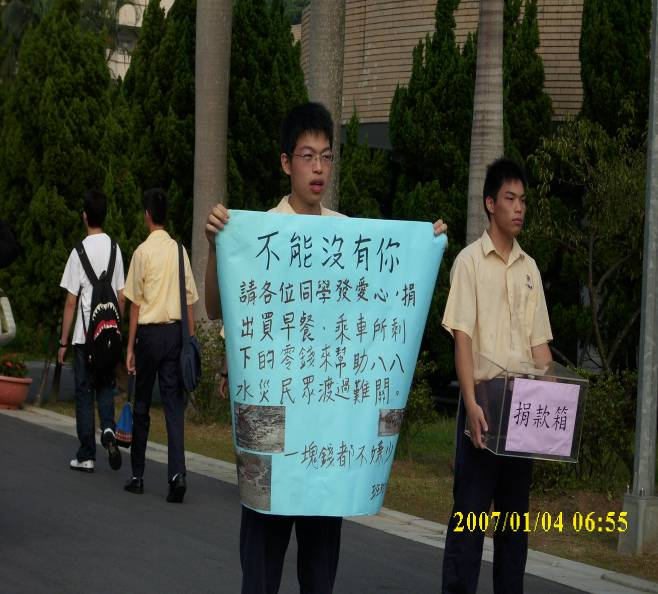 不能沒有你
請各位同學發愛心,捐
出買早餐、乘車所剩
下的零錢來幫助八八
水災民眾渡過難關。
一塊錢都不嫌少
捐款箱
2007/01/04 06:55